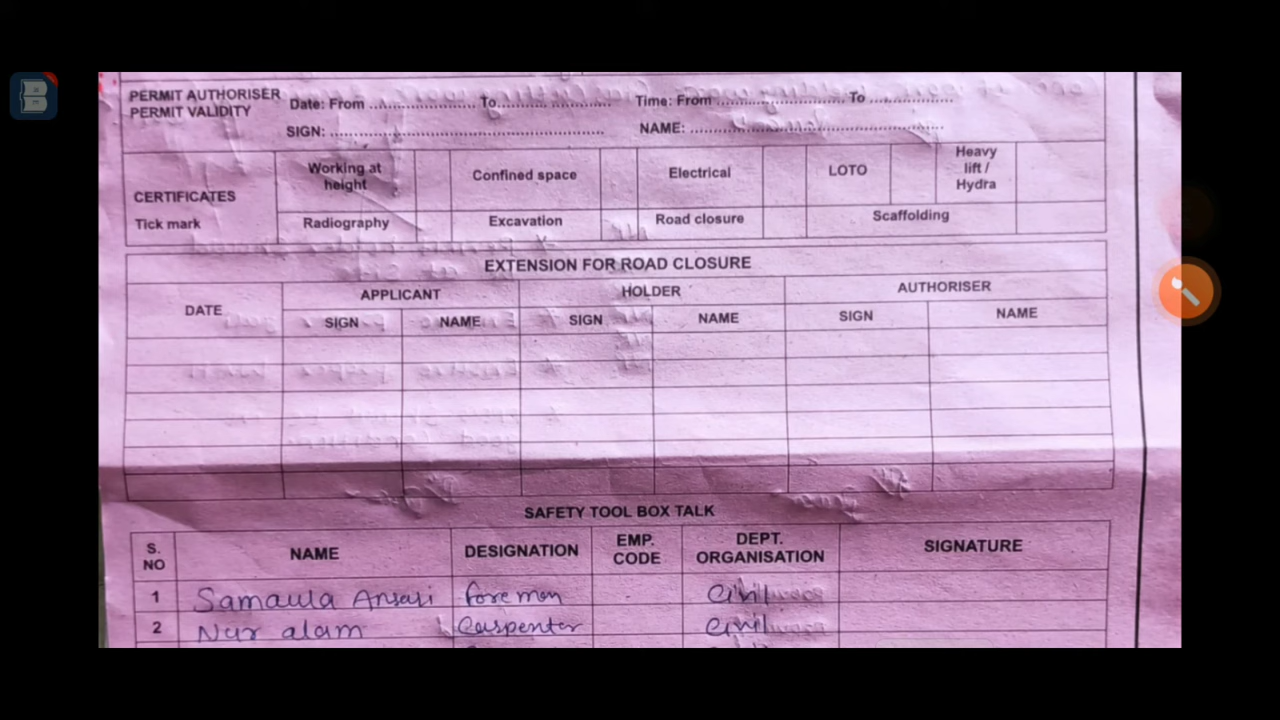 PERMIT AUTHORISER
PERMIT VALIDITY
Date: From .................... To.................... Time: From .................... To ....................
SIGN: .................... NAME: ....................
CERTIFICATES
Tick mark
Working at height Confined space Electrical LOTO Heavy lift / Hydra
Radiography Excavation Road closure Scaffolding
EXTENSION FOR ROAD CLOSURE
DATE APPLICANT HOLDER AUTHORISER
SIGN NAME SIGN NAME SIGN NAME
SAFETY TOOL BOX TALK
S. NO NAME DESIGNATION EMP. CODE DEPT. ORGANISATION SIGNATURE
1 Samaula Ansari foremen civil
2 Nur alam Carpenter civil